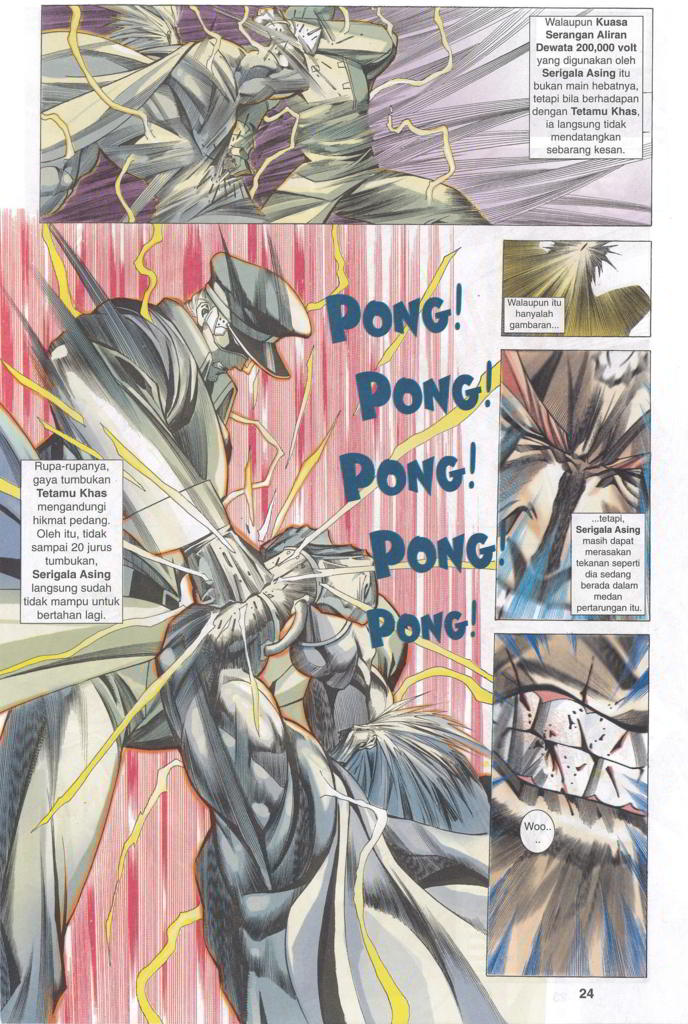 Walaupun Kuasa
Serangan Aliran
Dewata 200,000 volt
yang digunakan oleh
Serigala Asing itu
bukan main hebatnya,
tetapi bila berhadapan
dengan Tetamu Khas,
ia langsung tidak
mendatangkan
sebarang kesan.
PONG!
PONG!
PONG!
PONG!
PONG!
Rupa-rupanya,
gaya tumbukan
Tetamu Khas
mengandungi
hikmat pedang.
Oleh itu, tidak
sampai 20 jurus
tumbukan,
Serigala Asing
langsung sudah
tidak mampu untuk
bertahan lagi.
Walaupun itu
hanyalah
gambaran...
...tetapi,
Serigala Asing
masih dapat
merasakan
tekanan seperti
dia sedang
berada dalam
medan
pertarungan itu.
Woo..
..
24